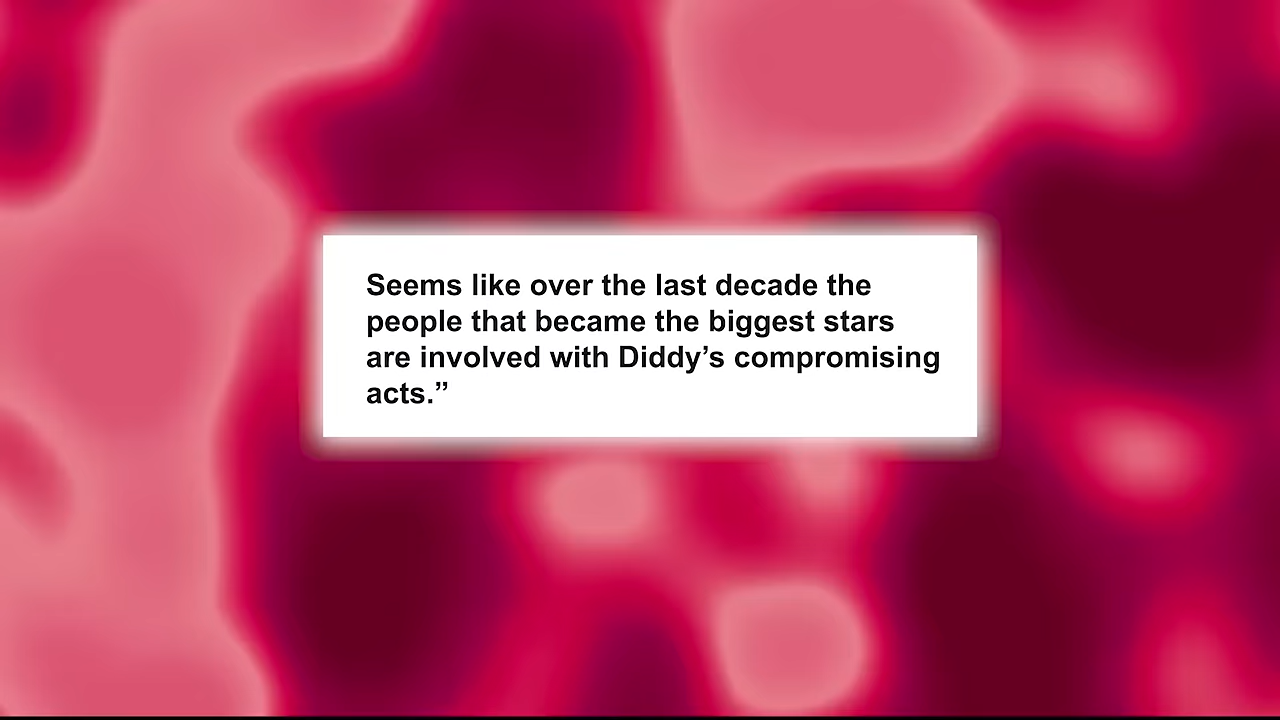 Seems like over the last decade the
people that became the biggest stars
are involved with Diddy’s compromising
acts.”